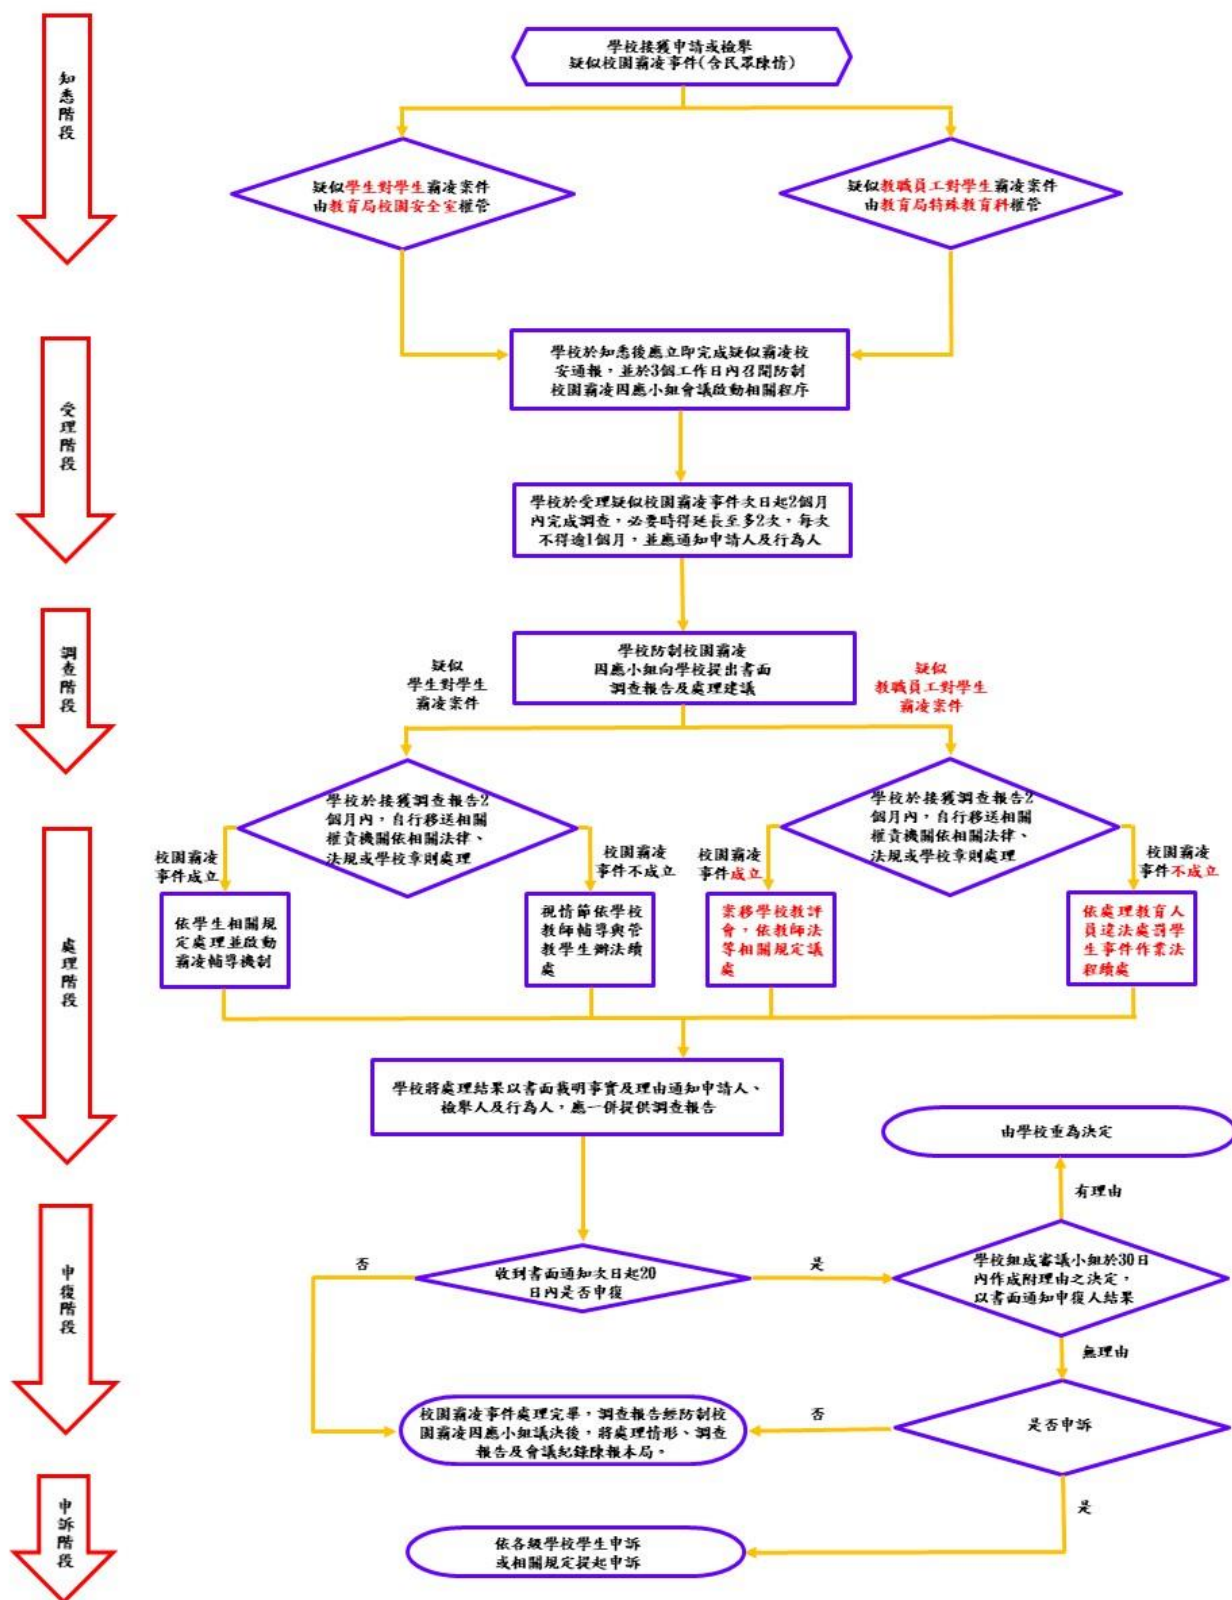 知悉階段
學校接獲申請或檢舉
疑似校園霸凌事件(含民眾陳情)
疑似學生對學生霸凌案件
由教育局校園安全室權管
疑似教職員工對學生霸凌案件
由教育局特殊教育科權管
受理階段
學校於知悉後應立即完成疑似霸凌校
安通報，並於3個工作日內召開防制
校園霸凌因應小組會議啟動相關程序
學校於受理疑似校園霸凌事件次日起2個月
內完成調查，必要時得延長至多2次，每次
不得逾1個月，並應通知申請人及行為人
調查階段
學校防制校園霸凌
因應小組向學校提出書面
調查報告及處理建議
疑似
學生對學生
霸凌案件
疑似
教職員工對學生
霸凌案件
處理階段
學校於接獲調查報告2
個月內，自行移送相關
權責機關依相關法律、
法規或學校章則處理
學校於接獲調查報告2
個月內，自行移送相關
權責機關依相關法律、
法規或學校章則處理
校園霸凌
事件成立
校園霸凌
事件不成立
校園霸凌
事件成立
校園霸凌
事件不成立
依學生相關規
定處理並啟動
霸凌輔導機制
視情節依學校
教師輔導與管
教學生辦法續
處
案移學校教評
會，依教師法
等相關規定議
處
依處理教育人
員違法處罰學
生事件作業法
程續處
學校將處理結果以書面載明事實及理由通知申請人、
檢舉人及行為人，應一併提供調查報告
由學校重為決定
有理由
申復階段
否
收到書面通知次日起20
日內是否申復
是
學校組成審議小組於30日
內作成附理由之決定，
以書面通知申復人結果
無理由
校園霸凌事件處理完畢，調查報告經防制校
園霸凌因應小組議決後，將處理情形、調查
報告及會議紀錄陳報本局。
否
是否申訴
是
申訴階段
依各級學校學生申訴
或相關規定提起申訴